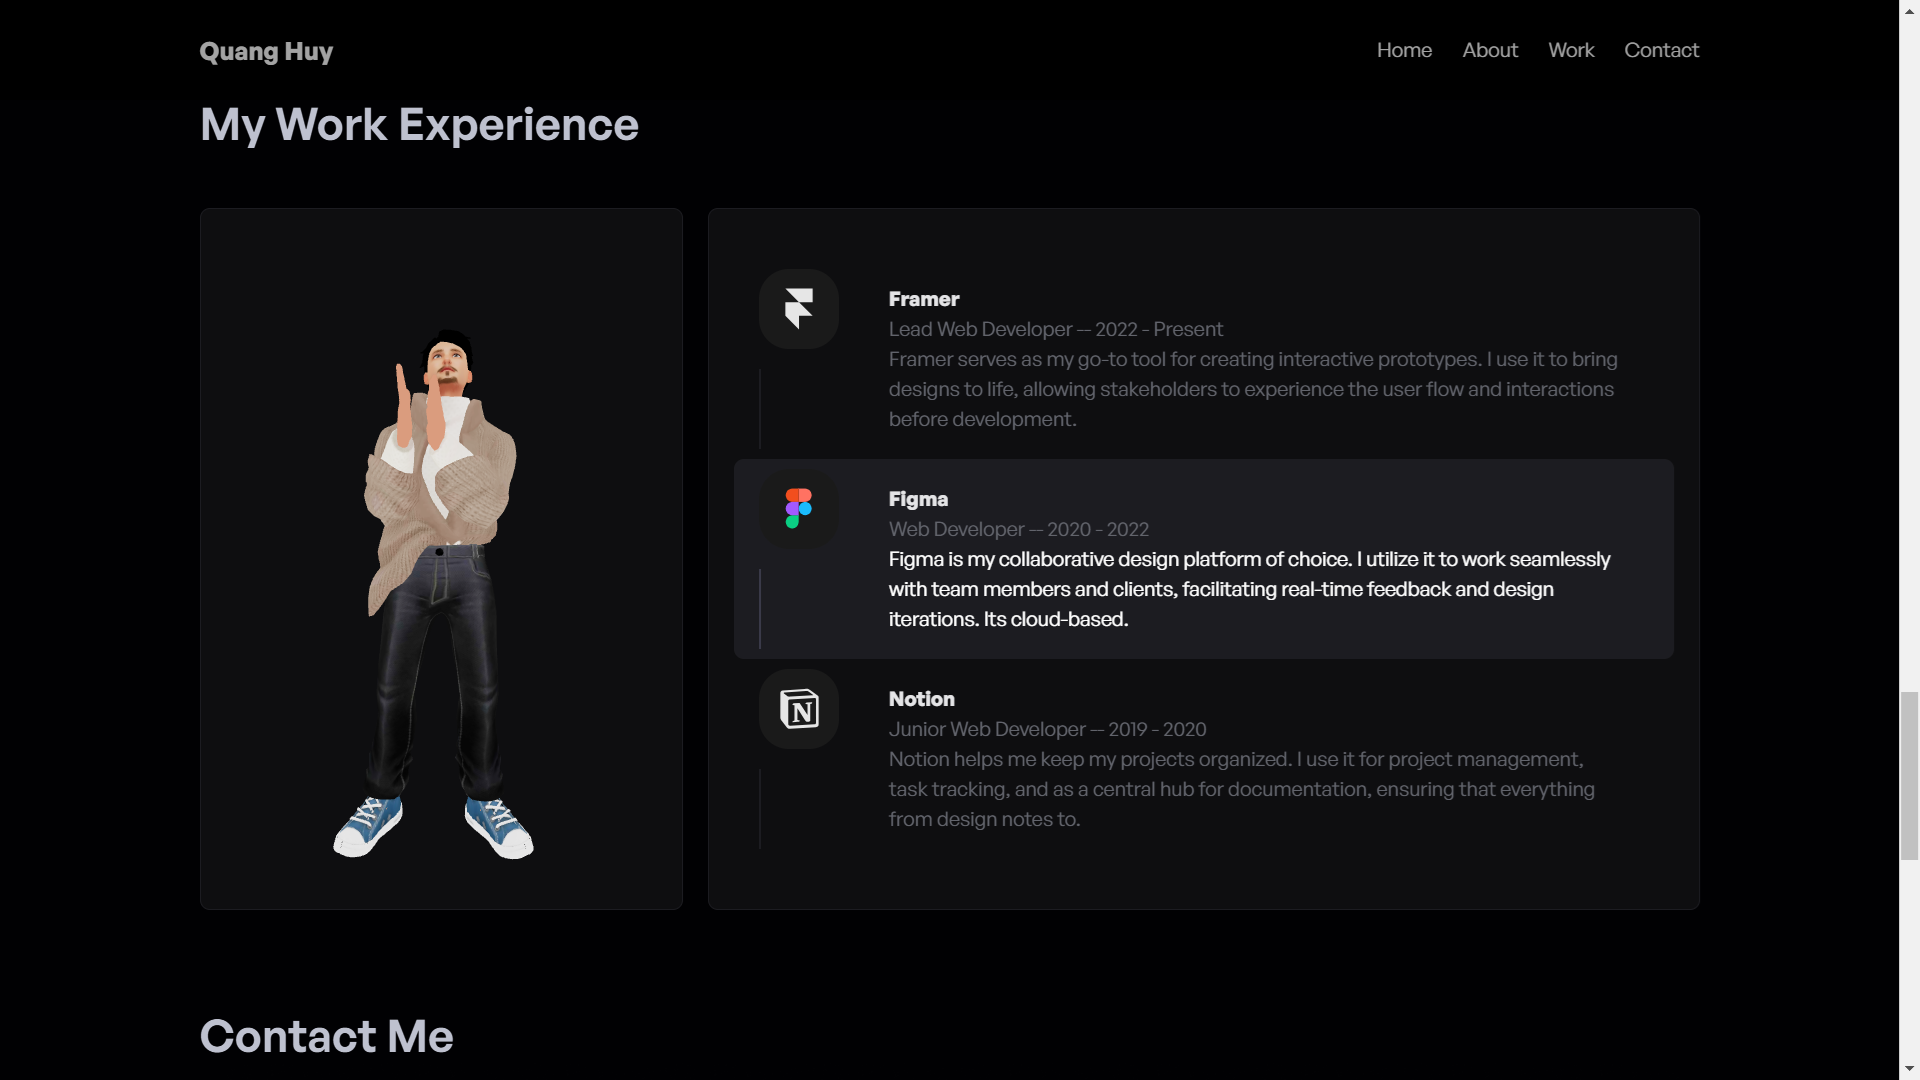 Quang Huy
Home About Work Contact
My Work Experience
Framer
Lead Web Developer -- 2022 - Present
Framer serves as my go-to tool for creating interactive prototypes. I use it to bring
designs to life, allowing stakeholders to experience the user flow and interactions
before development.
Figma
Web Developer -- 2020 - 2022
Figma is my collaborative design platform of choice. I utilize it to work seamlessly
with team members and clients, facilitating real-time feedback and design
iterations. Its cloud-based.
N
Notion
Junior Web Developer -- 2019 - 2020
Notion helps me keep my projects organized. I use it for project management,
task tracking, and as a central hub for documentation, ensuring that everything
from design notes to.
Contact Me